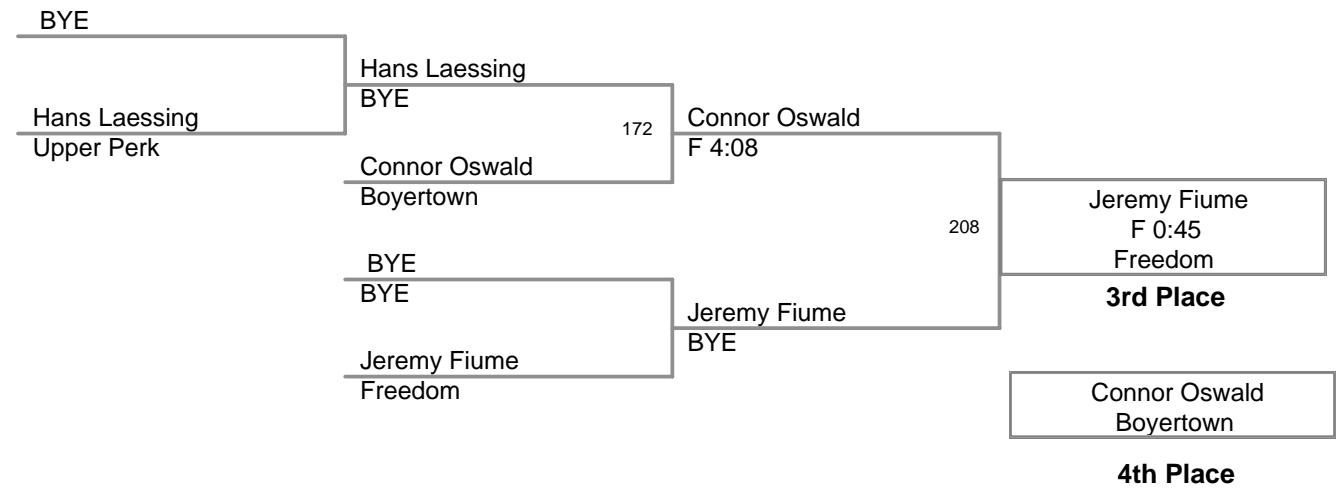 BYE
Hans Laessing
Upper Perk
Hans Laessing
BYE
172
Connor Oswald
Boyertown
BYE
BYE
Jeremy Fiume
Freedom
Connor Oswald
F 4:08
208
Jeremy Fiume
BYE
Jeremy Fiume
F 0:45
Freedom
3rd Place
Connor Oswald
Boyertown
4th Place